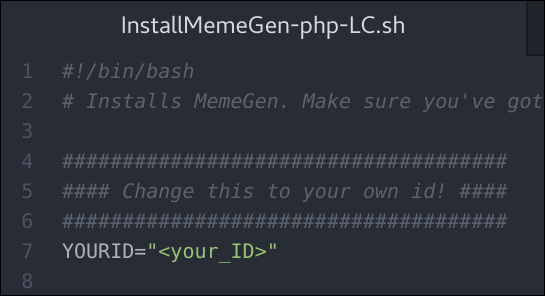 InstallMemeGen-php-LC.sh
1 #!/bin/bash
2 # Installs MemeGen. Make sure you've got
3
4 #####################################
5 #### Change this to your own id! ####
6 #####################################
7 YOURID="<your_ID>"
8